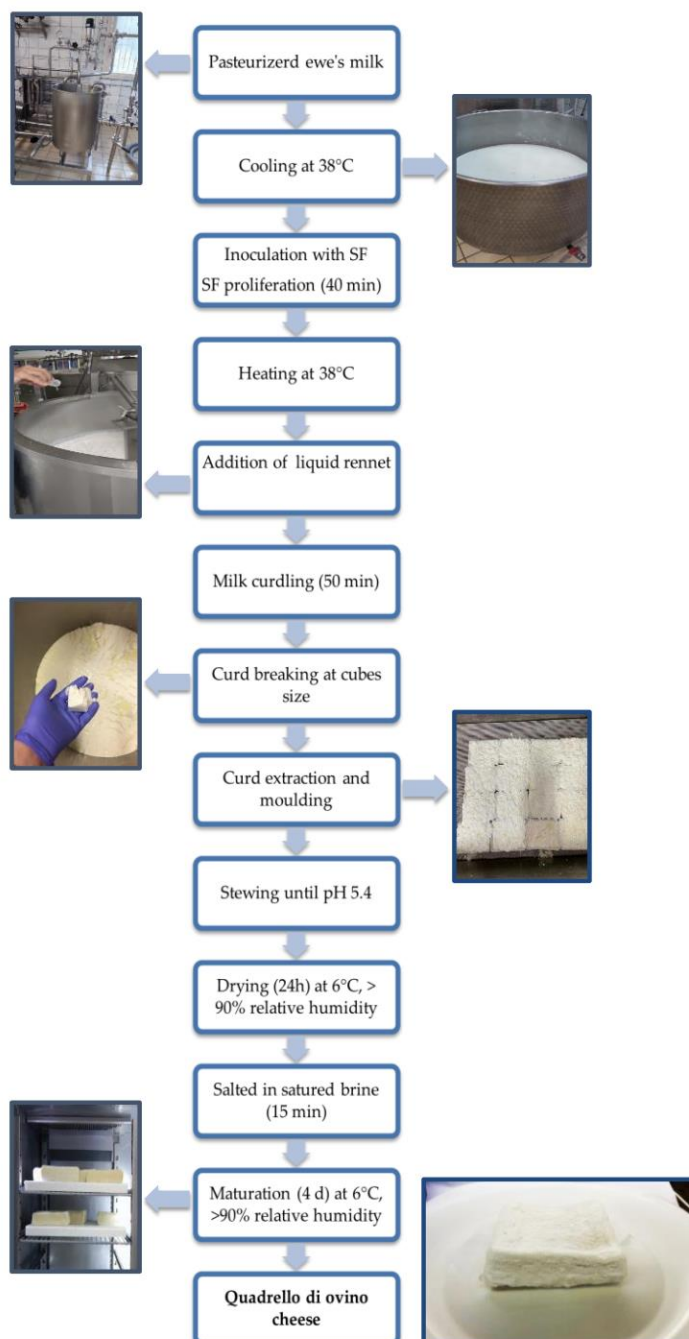 Pasteurizerd ewe's milk
Cooling at 38°C
Inoculation with SF
SF proliferation (40 min)
Heating at 38°C
Addition of liquid rennet
Milk curdling (50 min)
Curd breaking at cubes
size
Curd extraction and
moulding
Stewing until pH 5.4
Drying (24h) at 6°C, >
90% relative humidity
Salted in satured brine
(15 min)
Maturation (4 d) at 6°C,
>90% relative humidity
Quadrello di ovino
cheese